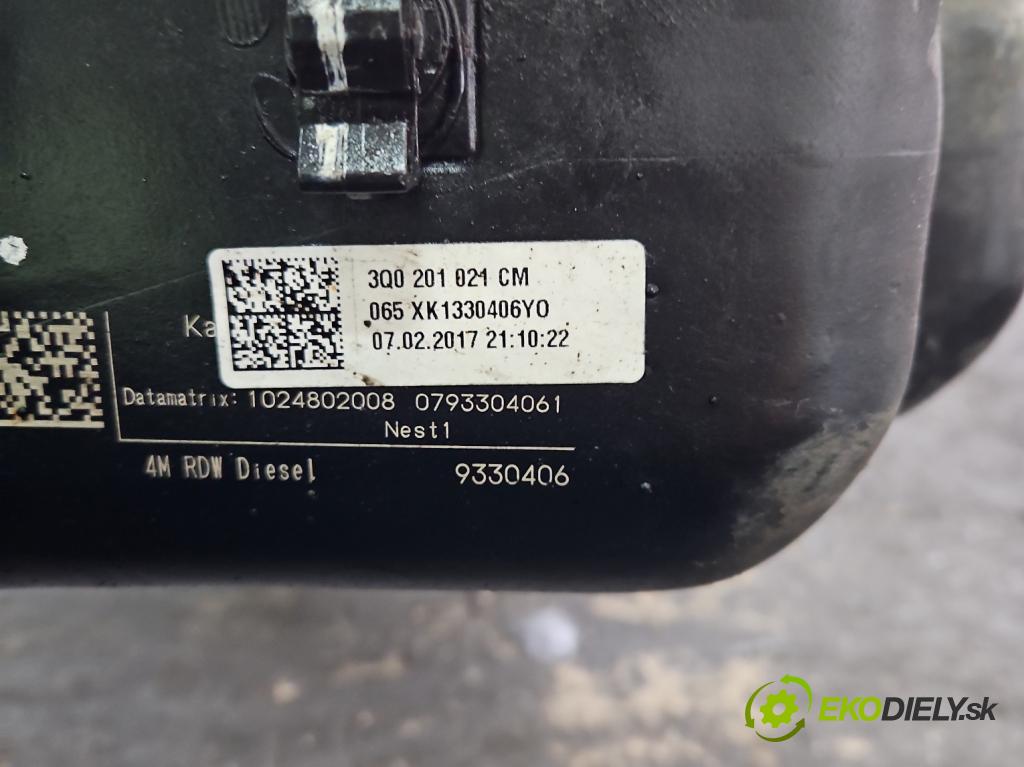 3Q0 201 021 CM
065 XK1330406YO
07.02.2017 21:10:22
Ka
Datamatrix: 1024802008 0793304061
Nest1
4M RDW Diesel 9330406
EKODIELY.sk